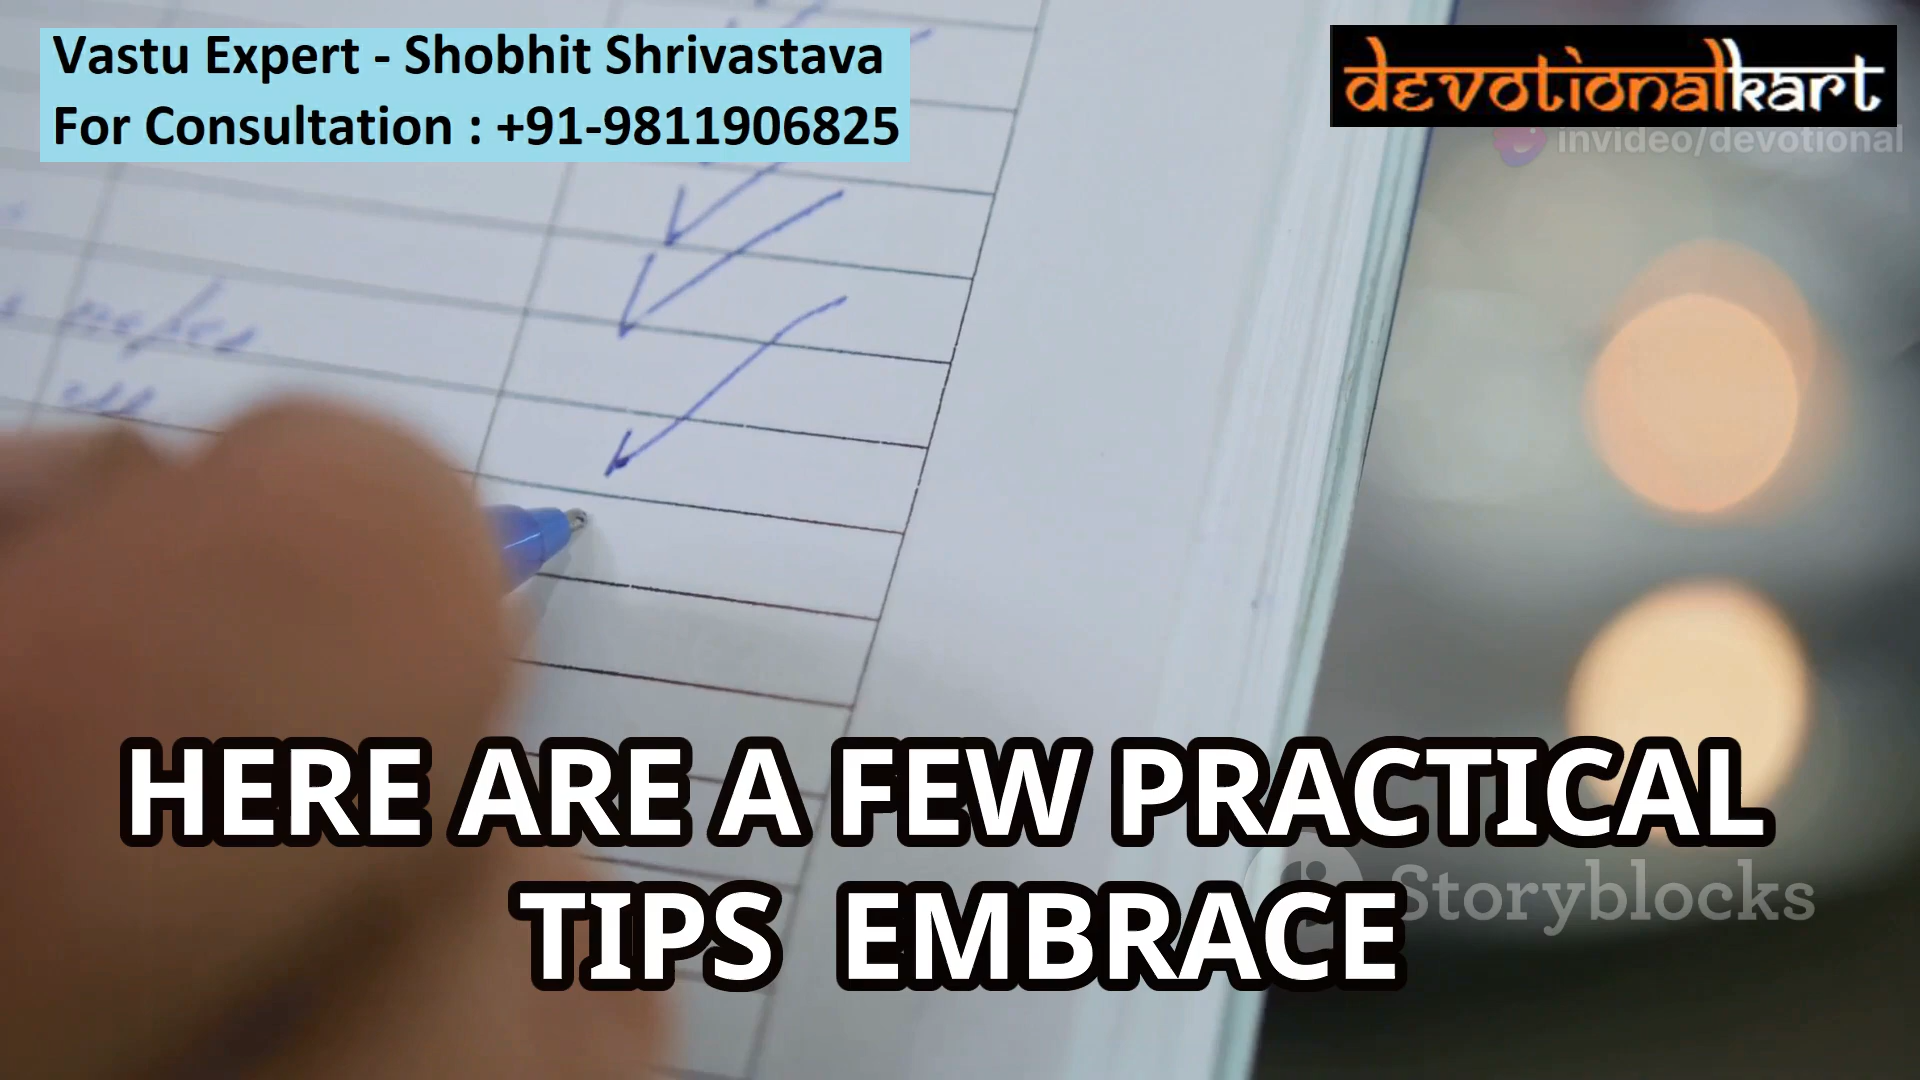 Vastu Expert - Shobhit Shrivastava
For Consultation : +91-9811906825
devotionalkart
invideo/devotional
HERE ARE A FEW PRACTICAL
TIPS EMBRACE
Storyblocks